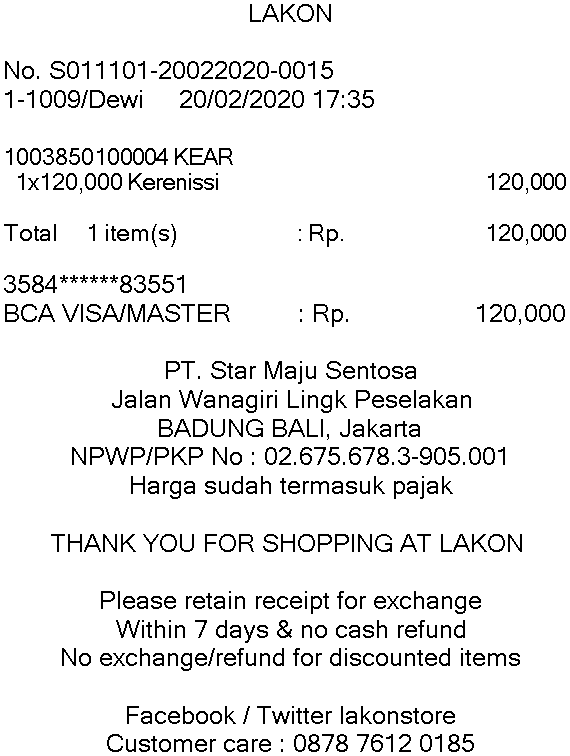 LAKON
No. S011101-20022020-0015
1-1009/Dewi 20/02/2020 17:35
1003850100004 KEAR
1x120,000 Kerenissi 120,000
Total 1 item(s) : Rp. 120,000
3584******83551
BCA VISA/MASTER : Rp. 120,000
PT. Star Maju Sentosa
Jalan Wanagiri Lingk Peselakan
BADUNG BALI, Jakarta
NPWP/PKP No : 02.675.678.3-905.001
Harga sudah termasuk pajak
THANK YOU FOR SHOPPING AT LAKON
Please retain receipt for exchange
Within 7 days & no cash refund
No exchange/refund for discounted items
Facebook / Twitter lakonstore
Customer care : 0878 7612 0185